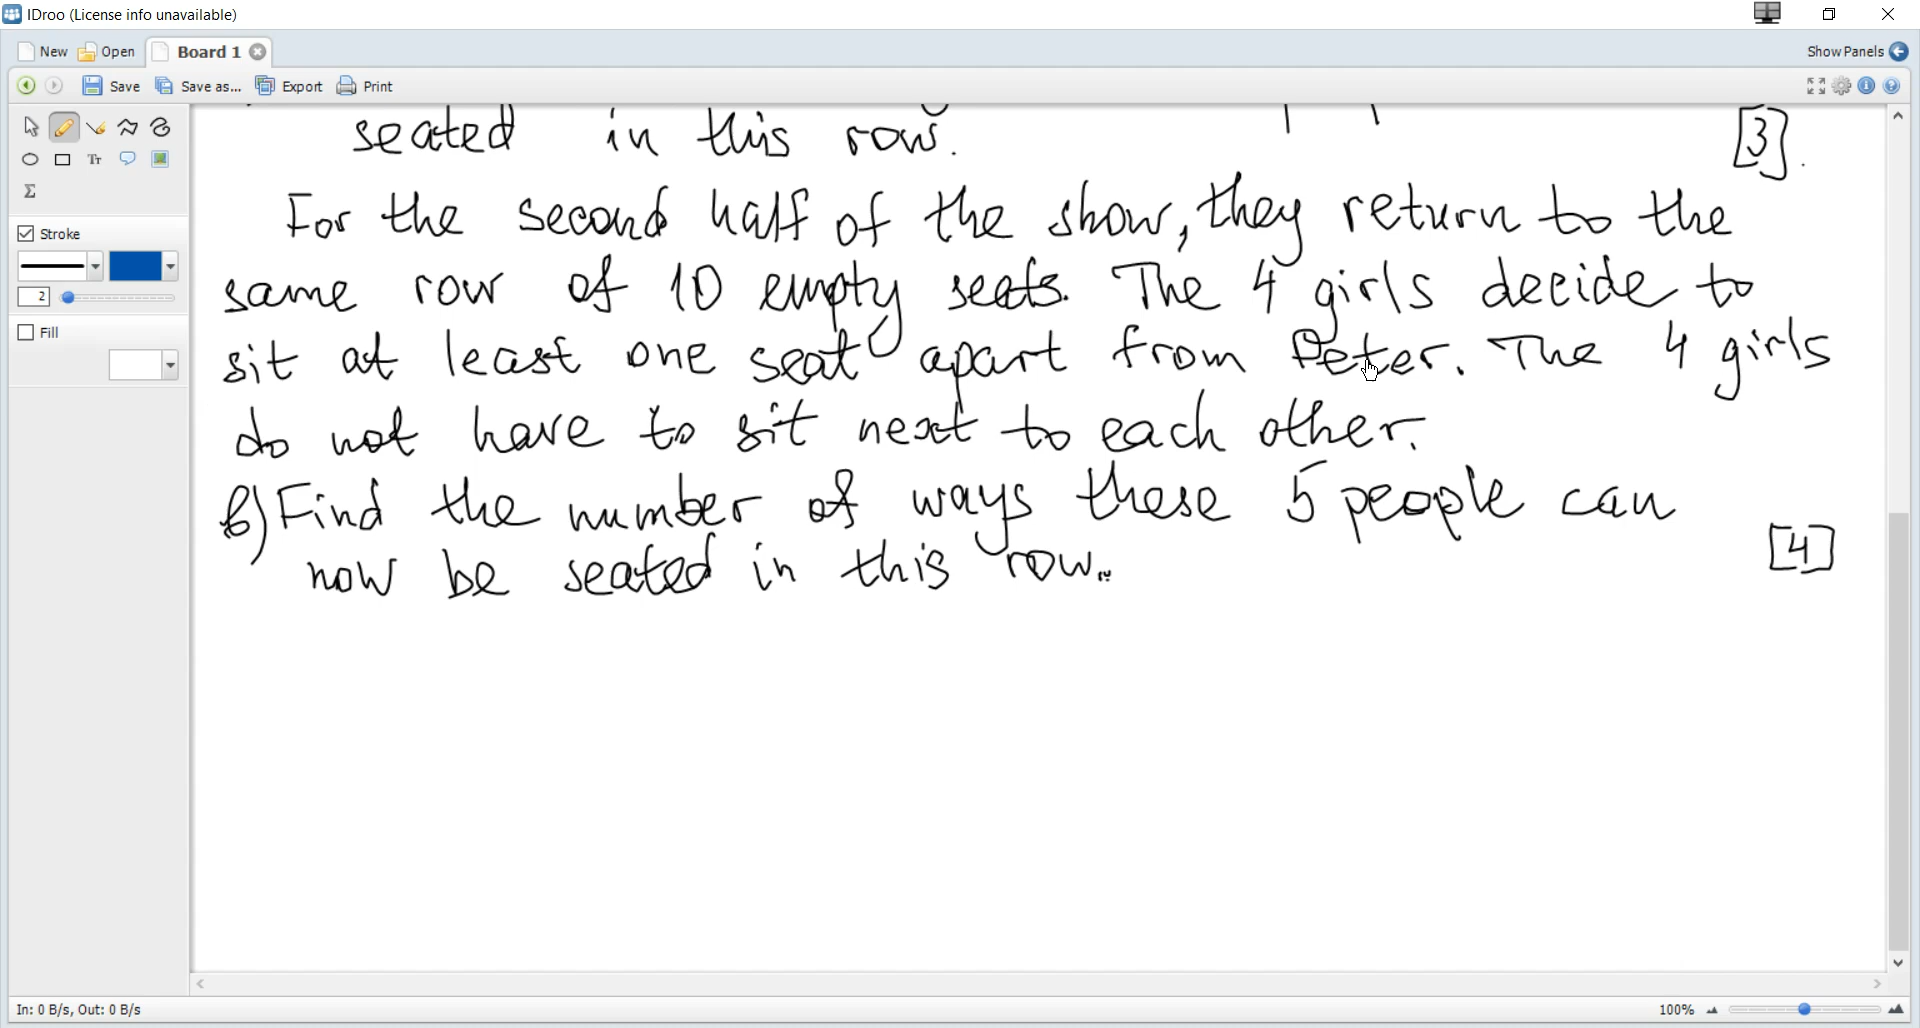 IDroo (License info unavailable)
New Open Board 1 Show Panels
Save Save as... Export Print
seated in this row. [3].
For the second half of the show, they return to the
same row of 10 empty seats. The 4 girls decide to
sit at least one seat apart from Peter. The 4 girls
do not have to sit next to each other.
b) Find the number of ways these 5 people can
now be seated in this row. [4]
Tт
Σ
Stroke
2
Fill
In: 0 B/s, Out: 0 B/s 100%